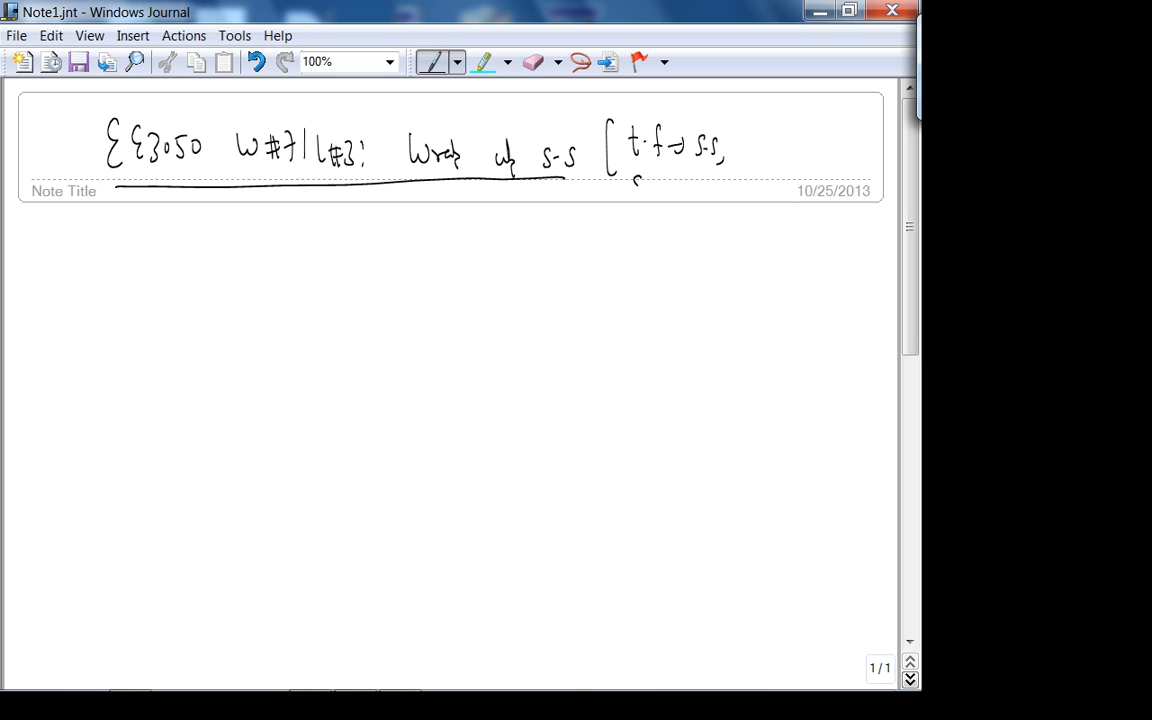 Note1.jnt - Windows Journal
File Edit View Insert Actions Tools Help
100%
EE3050 W#7|L#3: Wrap up s-s [t.f→s-s,
Note Title
10/25/2013
1/1